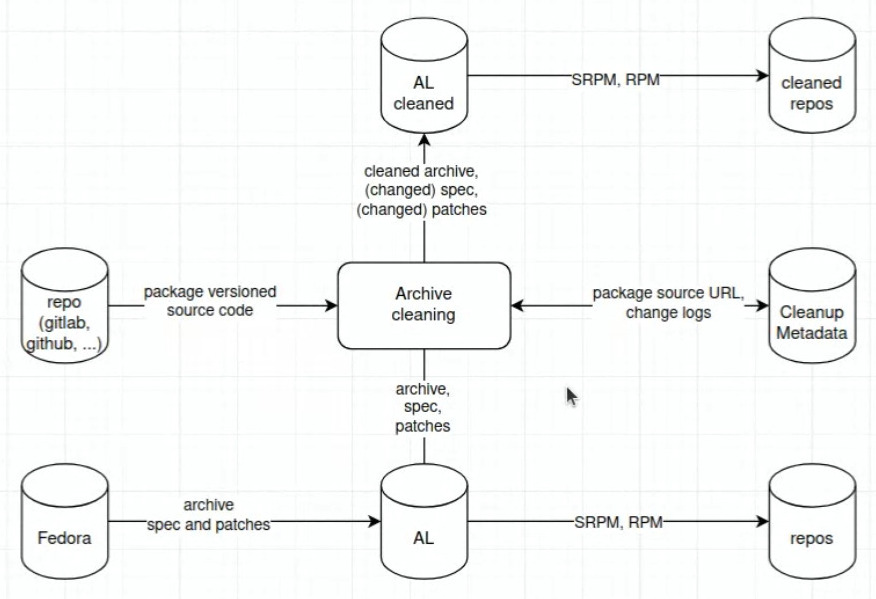 AL
cleaned
SRPM, RPM
cleaned
repos
cleaned archive,
(changed) spec,
(changed) patches
repo
(gitlab,
github, ...)
package versioned
source code
Archive
cleaning
package source URL,
change logs
Cleanup
Metadata
archive,
spec,
patches
Fedora
archive
spec and patches
AL
SRPM, RPM
repos